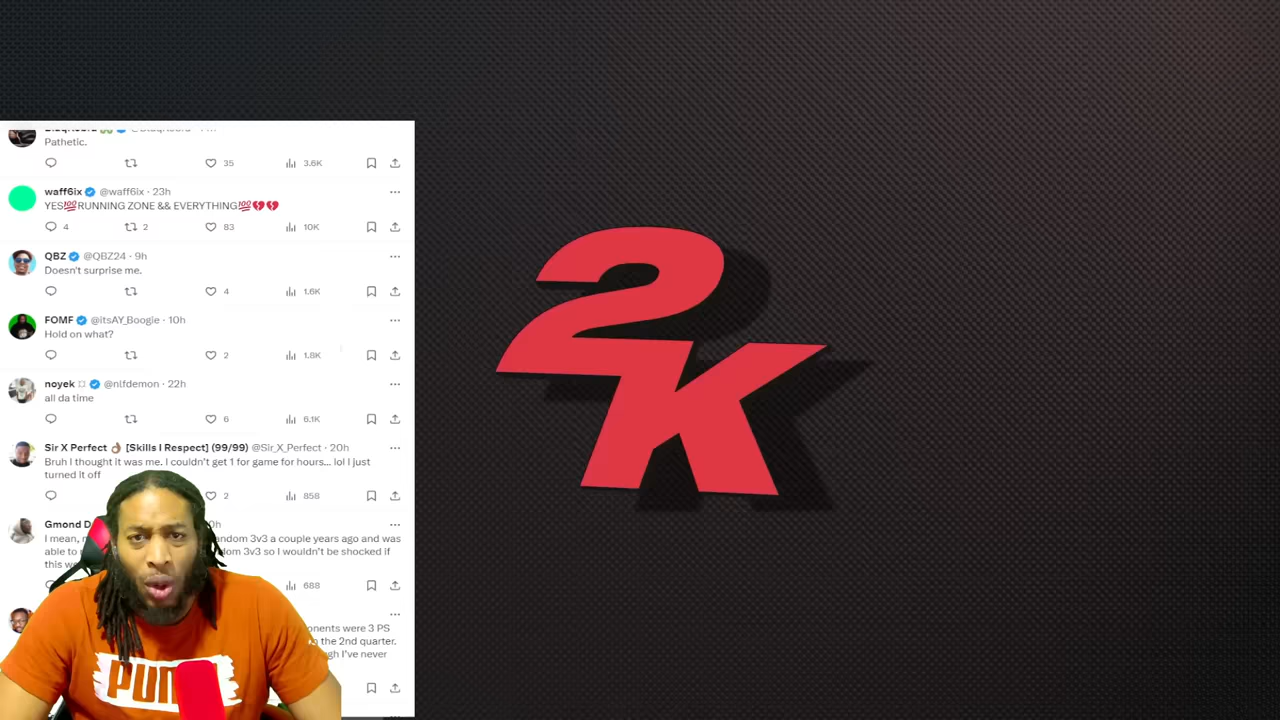 Pathetic.
35
3.6K
waff6ix @waff6ix · 23h
YES💯RUNNING ZONE && EVERYTHING💯💔💔
4
2
83
10K
QBZ @QBZ24 · 9h
Doesn't surprise me.
4
1.6K
FOMF @itsAY_Boogie · 10h
Hold on what?
2
1.8K
noyek @nlfdemon · 22h
all da time
6
6.1K
Sir X Perfect 👌🏽 [Skills I Respect] (99/99) @Sir_X_Perfect · 20h
Bruh I thought it was me. I couldn't get 1 for game for hours... lol I just
turned it off
2
858
Gmond
I mean, andom 3v3 a couple years ago and was
able to dom 3v3 so I wouldn't be shocked if
this
688
onents were 3 PS
the 2nd quarter.
I've never
2K
PUM